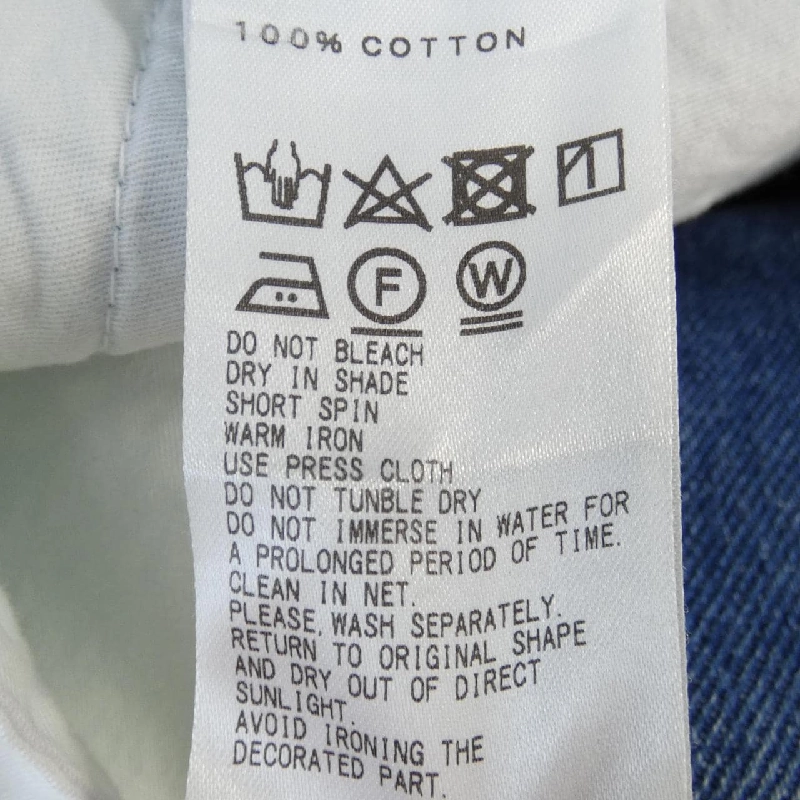 100% COTTON
F W
DO NOT BLEACH
DRY IN SHADE
SHORT SPIN
WARM IRON
USE PRESS CLOTH
DO NOT TUNBLE DRY
DO NOT IMMERSE IN WATER FOR
A PROLONGED PERIOD OF TIME.
CLEAN IN NET.
PLEASE, WASH SEPARATELY.
RETURN TO ORIGINAL SHAPE
AND DRY OUT OF DIRECT
SUNLIGHT.
AVOID IRONING THE
DECORATED PART.